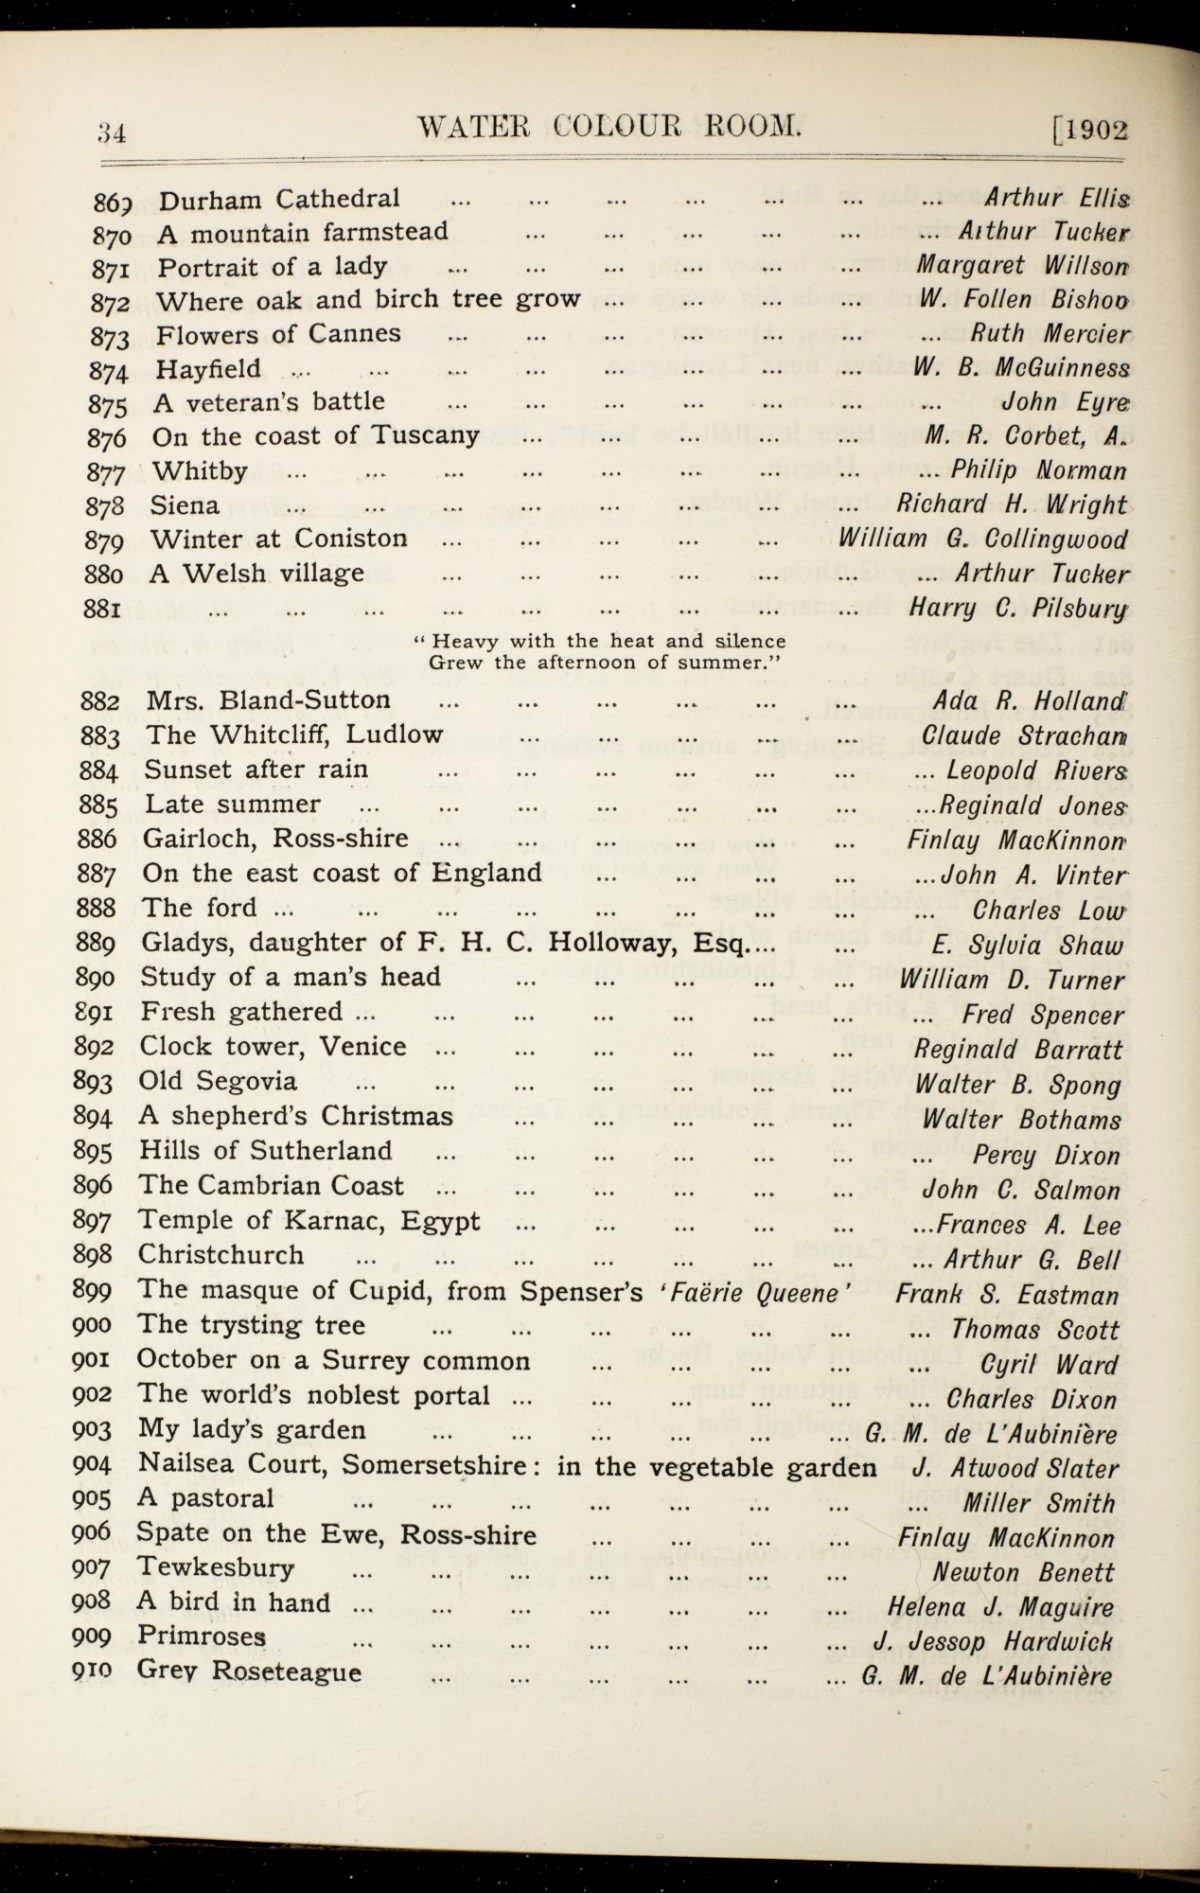 34 WATER COLOUR ROOM. [1902
869 Durham Cathedral ... ... ... ... ... ... ... Arthur Ellis
870 A mountain farmstead ... ... ... ... ... ... Arthur Tucker
871 Portrait of a lady ... ... ... ... ... ... Margaret Willson
872 Where oak and birch tree grow ... ... ... ... W. Follen Bishop
873 Flowers of Cannes ... ... ... ... ... ... ... Ruth Mercier
874 Hayfield ... ... ... ... ... ... ... ... W. B. McGuinness
875 A veteran's battle ... ... ... ... ... ... ... John Eyre
876 On the coast of Tuscany ... ... ... ... ... M. R. Corbet, A.
877 Whitby ... ... ... ... ... ... ... ... ... Philip Norman
878 Siena ... ... ... ... ... ... ... ... Richard H. Wright
879 Winter at Coniston ... ... ... ... ... William G. Collingwood
880 A Welsh village ... ... ... ... ... ... ... Arthur Tucker
881 ... ... ... ... ... ... ... ... ... Harry C. Pilsbury
“ Heavy with the heat and silence
Grew the afternoon of summer.”
882 Mrs. Bland-Sutton ... ... ... ... ... ... Ada R. Holland
883 The Whitcliff, Ludlow ... ... ... ... ... Claude Strachan
884 Sunset after rain ... ... ... ... ... ... ... Leopold Rivers
885 Late summer ... ... ... ... ... ... ... ...Reginald Jones
886 Gairloch, Ross-shire ... ... ... ... ... ... Finlay MacKinnon
887 On the east coast of England ... ... ... ... ...John A. Vinter
888 The ford ... ... ... ... ... ... ... ... ... Charles Low
889 Gladys, daughter of F. H. C. Holloway, Esq.... ... E. Sylvia Shaw
890 Study of a man's head ... ... ... ... ... William D. Turner
891 Fresh gathered ... ... ... ... ... ... ... ... Fred Spencer
892 Clock tower, Venice ... ... ... ... ... ... Reginald Barratt
893 Old Segovia ... ... ... ... ... ... ... Walter B. Spong
894 A shepherd's Christmas ... ... ... ... ... Walter Bothams
895 Hills of Sutherland ... ... ... ... ... ... ... Percy Dixon
896 The Cambrian Coast ... ... ... ... ... ... John C. Salmon
897 Temple of Karnac, Egypt ... ... ... ... ... ...Frances A. Lee
898 Christchurch ... ... ... ... ... ... ... ... Arthur G. Bell
899 The masque of Cupid, from Spenser's ‘Faërie Queene’ Frank S. Eastman
900 The trysting tree ... ... ... ... ... ... ... Thomas Scott
901 October on a Surrey common ... ... ... ... ... Cyril Ward
902 The world's noblest portal ... ... ... ... ... ... Charles Dixon
903 My lady's garden ... ... ... ... ... ... G. M. de L'Aubinière
904 Nailsea Court, Somersetshire : in the vegetable garden J. Atwood Slater
905 A pastoral ... ... ... ... ... ... ... ... Miller Smith
906 Spate on the Ewe, Ross-shire ... ... ... ... Finlay MacKinnon
907 Tewkesbury ... ... ... ... ... ... ... Newton Benett
908 A bird in hand ... ... ... ... ... ... ... Helena J. Maguire
909 Primroses ... ... ... ... ... ... ... J. Jessop Hardwick
910 Grey Roseteague ... ... ... ... ... ... G. M. de L'Aubinière